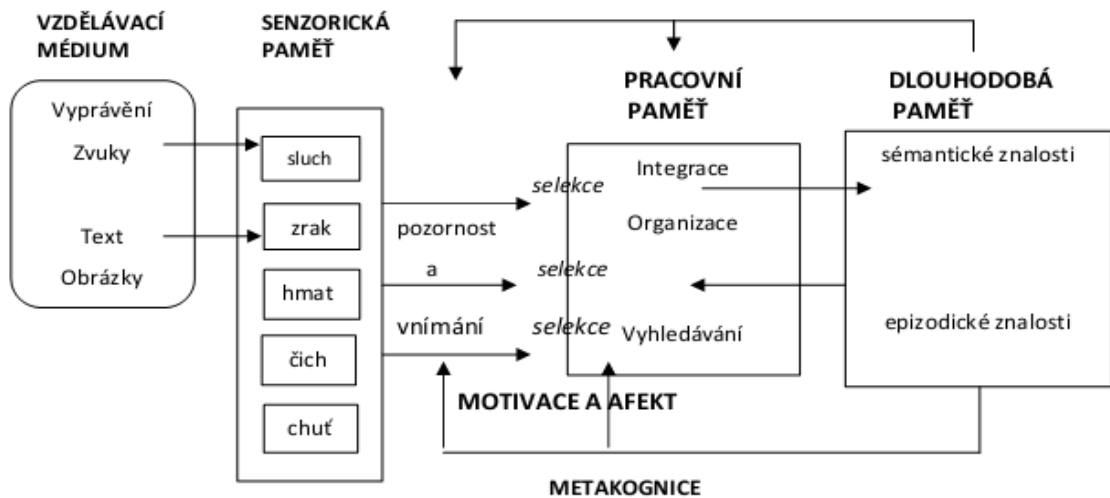 VZDĚLÁVACÍ
MÉDIUM
Vyprávění
Zvuky
Text
Obrázky
SENZORICKÁ
PAMĚŤ
sluch
zrak
hmat
čich
chuť
pozornost
a
vnímání
selekce
selekce
selekce
PRACOVNÍ
PAMĚŤ
Integrace
Organizace
Vyhledávání
DLOUHODOBÁ
PAMĚŤ
sémantické znalosti
epizodické znalosti
MOTIVACE A AFEKT
METAKOGNICE